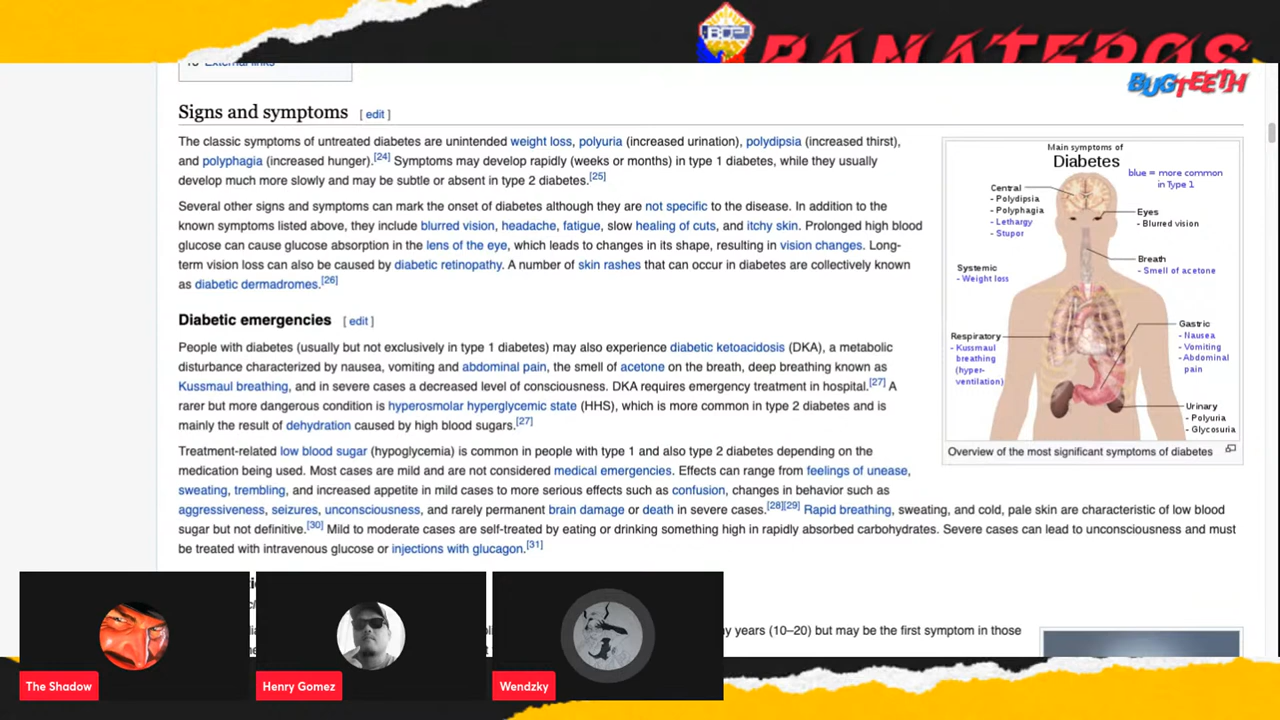 BANATEROS
BUGTEETH
External links
Signs and symptoms [ edit ]
The classic symptoms of untreated diabetes are unintended weight loss, polyuria (increased urination), polydipsia (increased thirst),
and polyphagia (increased hunger).[24] Symptoms may develop rapidly (weeks or months) in type 1 diabetes, while they usually
develop much more slowly and may be subtle or absent in type 2 diabetes.[25]
Several other signs and symptoms can mark the onset of diabetes although they are not specific to the disease. In addition to the
known symptoms listed above, they include blurred vision, headache, fatigue, slow healing of cuts, and itchy skin. Prolonged high blood
glucose can cause glucose absorption in the lens of the eye, which leads to changes in its shape, resulting in vision changes. Long-
term vision loss can also be caused by diabetic retinopathy. A number of skin rashes that can occur in diabetes are collectively known
as diabetic dermadromes.[26]
Diabetic emergencies [ edit ]
People with diabetes (usually but not exclusively in type 1 diabetes) may also experience diabetic ketoacidosis (DKA), a metabolic
disturbance characterized by nausea, vomiting and abdominal pain, the smell of acetone on the breath, deep breathing known as
Kussmaul breathing, and in severe cases a decreased level of consciousness. DKA requires emergency treatment in hospital.[27] A
rarer but more dangerous condition is hyperosmolar hyperglycemic state (HHS), which is more common in type 2 diabetes and is
mainly the result of dehydration caused by high blood sugars.[27]
Treatment-related low blood sugar (hypoglycemia) is common in people with type 1 and also type 2 diabetes depending on the
medication being used. Most cases are mild and are not considered medical emergencies. Effects can range from feelings of unease,
sweating, trembling, and increased appetite in mild cases to more serious effects such as confusion, changes in behavior such as
aggressiveness, seizures, unconsciousness, and rarely permanent brain damage or death in severe cases.[28][29] Rapid breathing, sweating, and cold, pale skin are characteristic of low blood
sugar but not definitive.[30] Mild to moderate cases are self-treated by eating or drinking something high in rapidly absorbed carbohydrates. Severe cases can lead to unconsciousness and must
be treated with intravenous glucose or injections with glucagon.[31]
Main symptoms of
Diabetes
blue = more common
in Type 1
Central
- Polydipsia
- Polyphagia
- Lethargy
- Stupor
Eyes
- Blurred vision
Breath
- Smell of acetone
Systemic
- Weight loss
Respiratory
- Kussmaul
breathing
(hyper-
ventilation)
Gastric
- Nausea
- Vomiting
- Abdominal
pain
Urinary
- Polyuria
- Glycosuria
Overview of the most significant symptoms of diabetes
years (10–20) but may be the first symptom in those
The Shadow
Henry Gomez
Wendzky